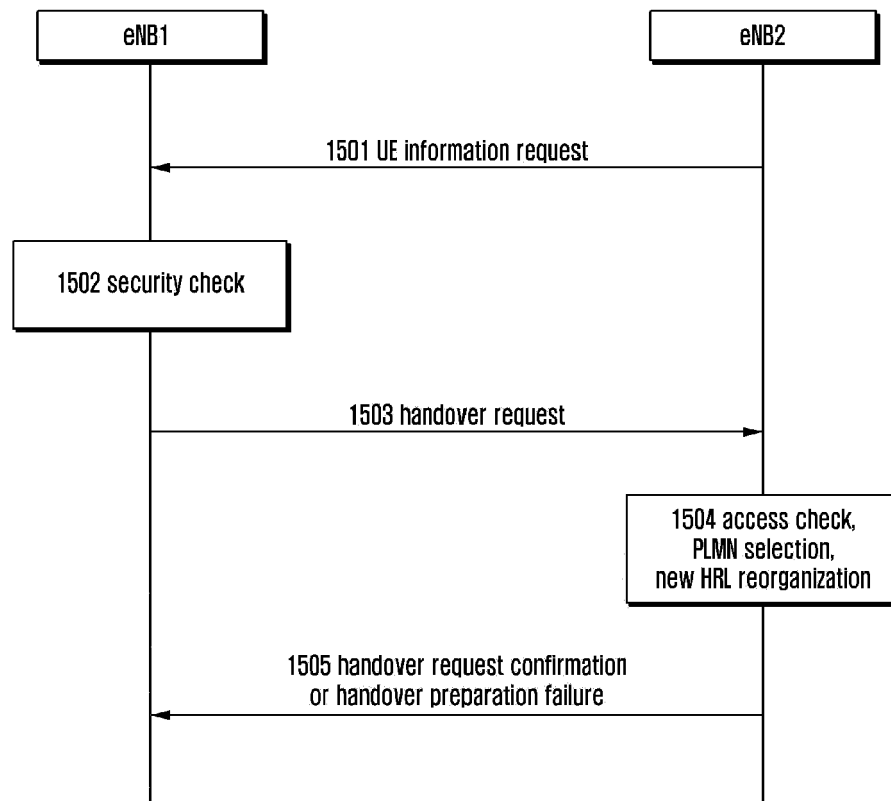 eNB1
eNB2
1501 UE information request
1502 security check
1503 handover request
1504 access check,
PLMN selection,
new HRL reorganization
1505 handover request confirmation
or handover preparation failure